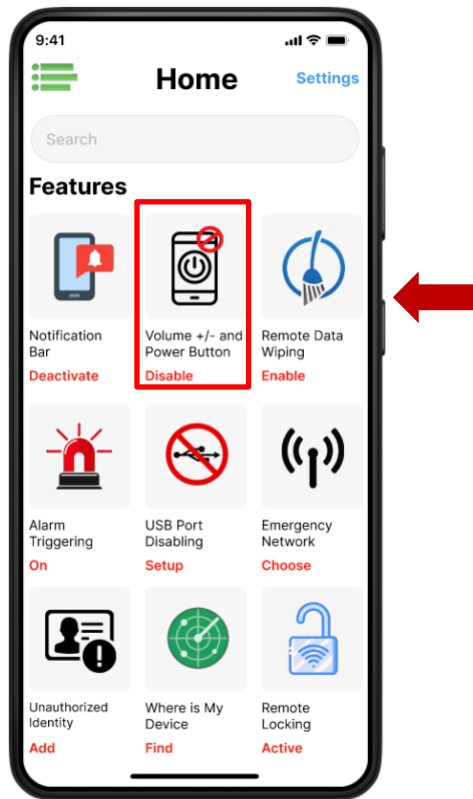 9:41
Home
Settings
Search
Features
Notification
Bar
Deactivate
Volume +/- and
Power Button
Disable
Remote Data
Wiping
Enable
Alarm
Triggering
On
USB Port
Disabling
Setup
Emergency
Network
Choose
Unauthorized
Identity
Add
Where is My
Device
Find
Remote
Locking
Active